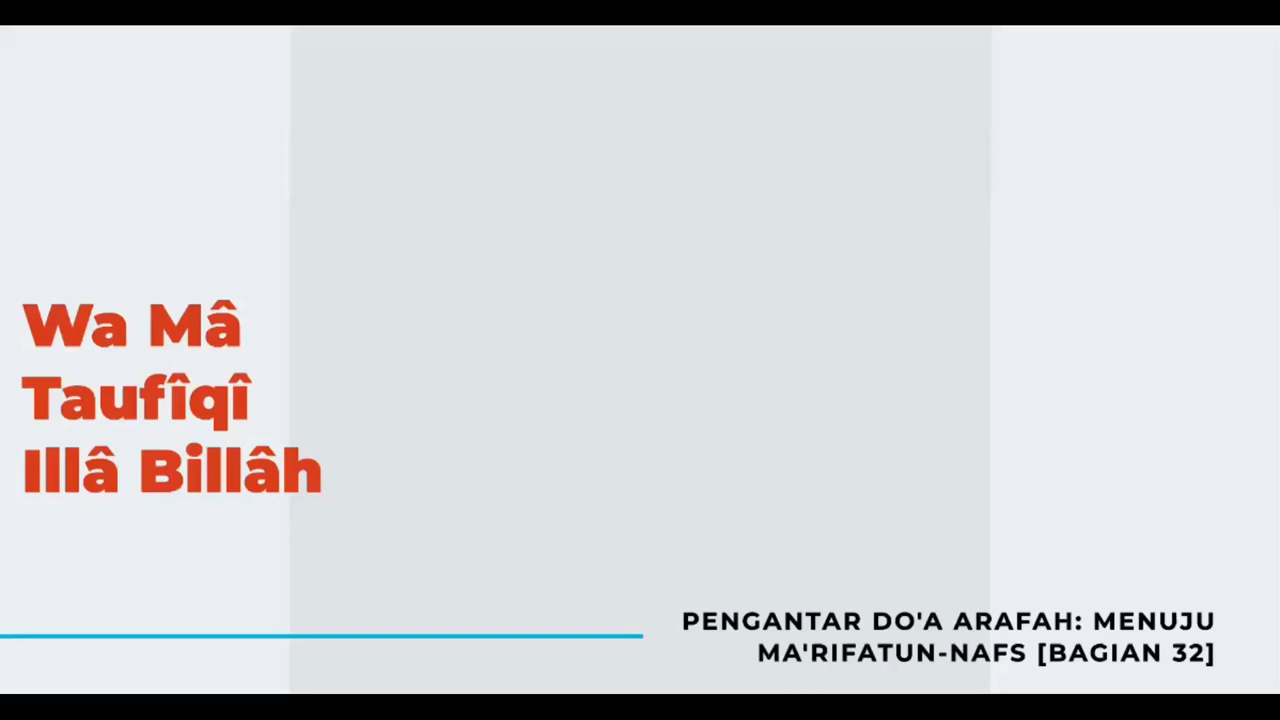 Wa Mâ
Taufîqî
Illâ Billâh
PENGANTAR DO'A ARAFAH: MENUJU
MA'RIFATUN-NAFS [BAGIAN 32]